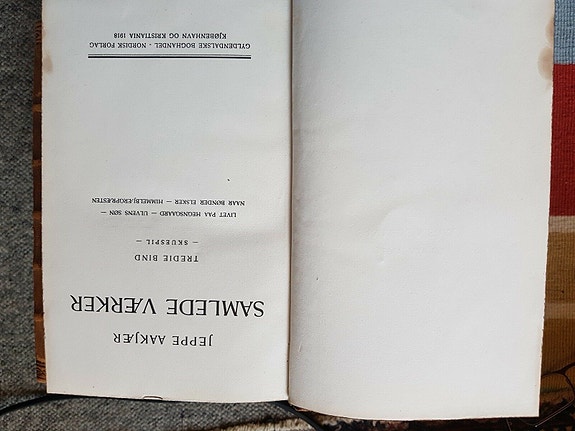 JEPPE AAKJÆR
SAMLEDE VÆRKER
TREDIE BIND
— SKUESPIL —
LIVET PAA HEGNSGAARD — ULVENS SØN —
NAAR BØNDER ELSKER — HIMMELBJÆRGPRÆSTEN
GYLDENDALSKE BOGHANDEL - NORDISK FORLAG
KJØBENHAVN OG KRISTIANIA 1918